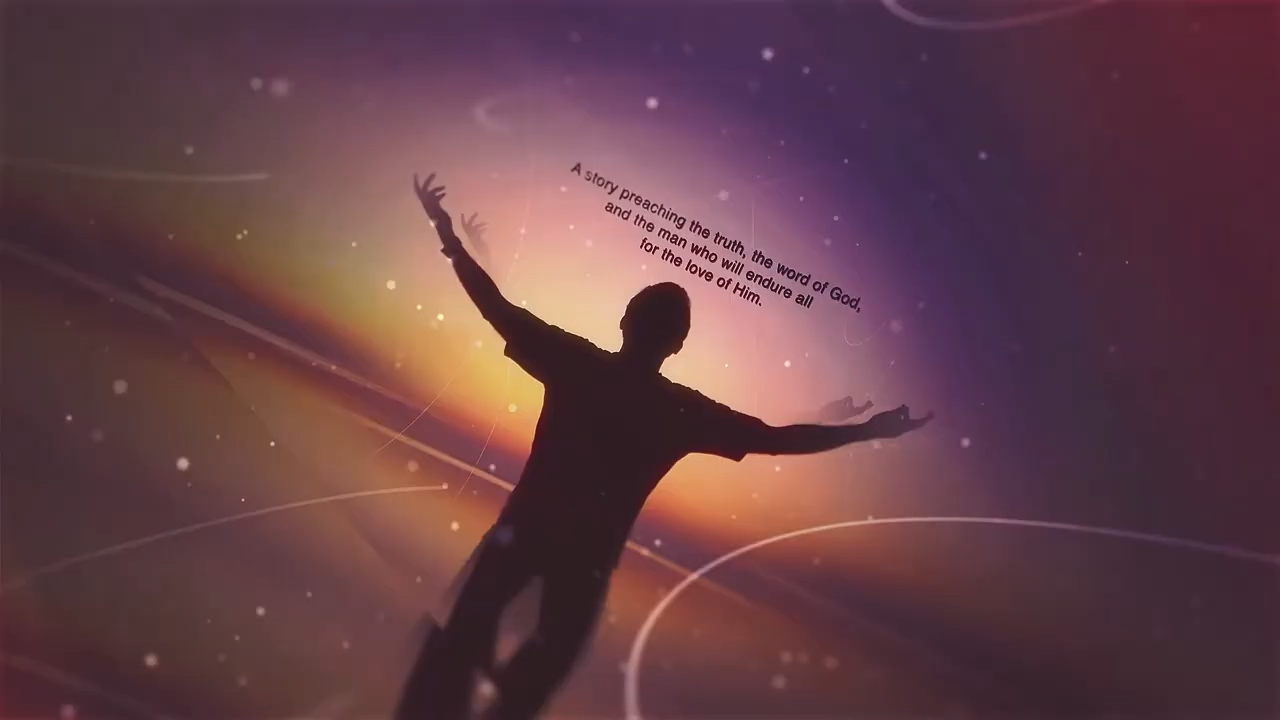 A story preaching the truth, the word of God,
and the man who will endure all
for the love of Him.